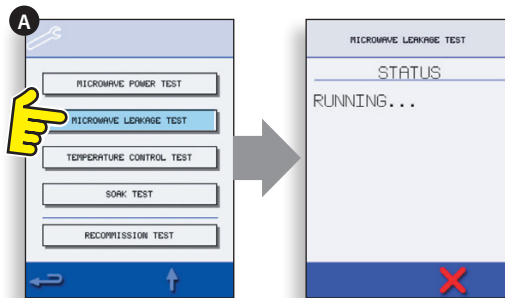 A
MICROWAVE POWER TEST
MICROWAVE LEAKAGE TEST
TEMPERATURE CONTROL TEST
SOAK TEST
RECOMMISSION TEST
MICROWAVE LEAKAGE TEST
STATUS
RUNNING...